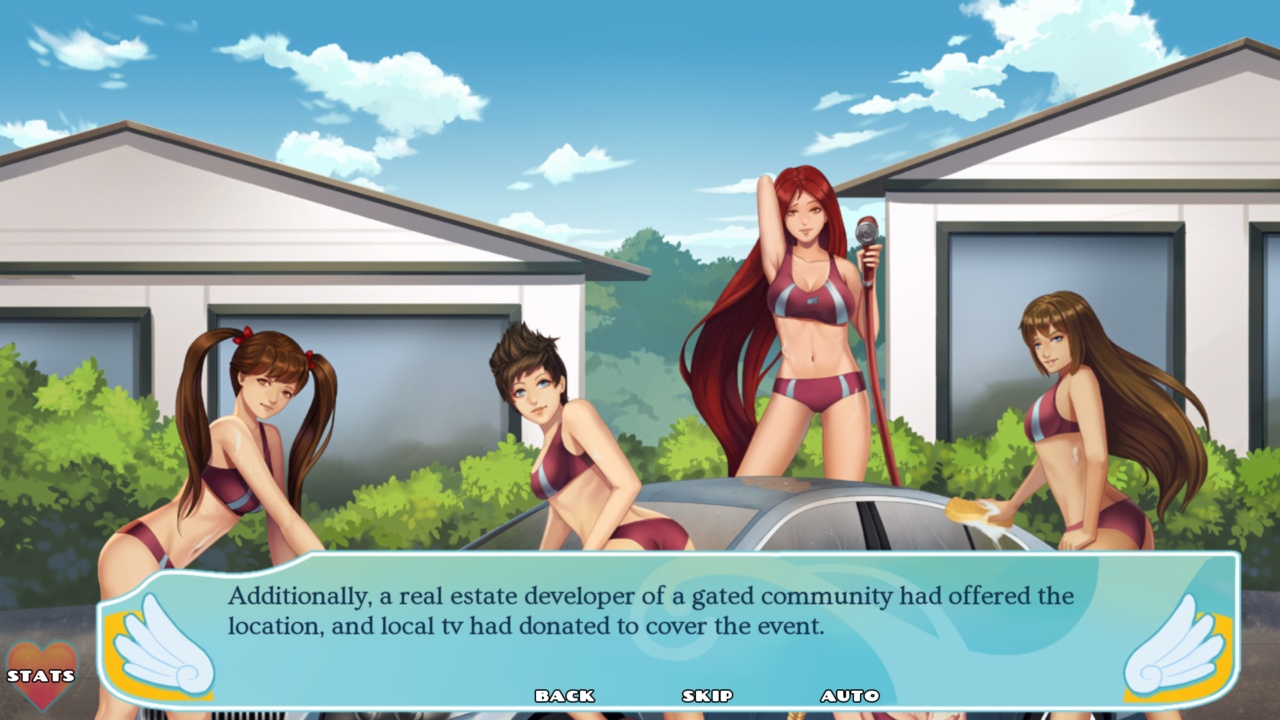 Additionally, a real estate developer of a gated community had offered the
location, and local tv had donated to cover the event.
STATS
BACK SKIP AUTO